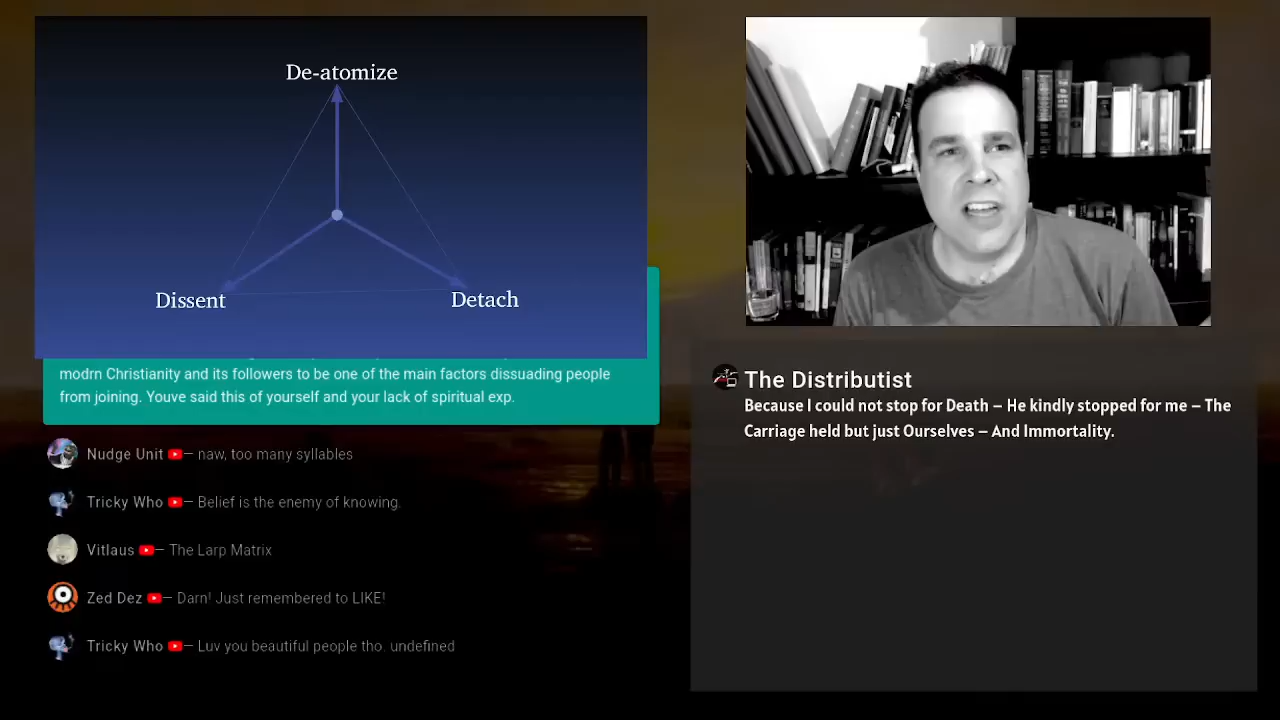 De-atomize
Dissent
Detach
modrn Christianity and its followers to be one of the main factors dissuading people
from joining. Youve said this of yourself and your lack of spiritual exp.
Nudge Unit — naw, too many syllables
Tricky Who — Belief is the enemy of knowing.
Vitlaus — The Larp Matrix
Zed Dez — Darn! Just remembered to LIKE!
Tricky Who — Luv you beautiful people tho. undefined
The Distributist
Because I could not stop for Death – He kindly stopped for me – The
Carriage held but just Ourselves – And Immortality.